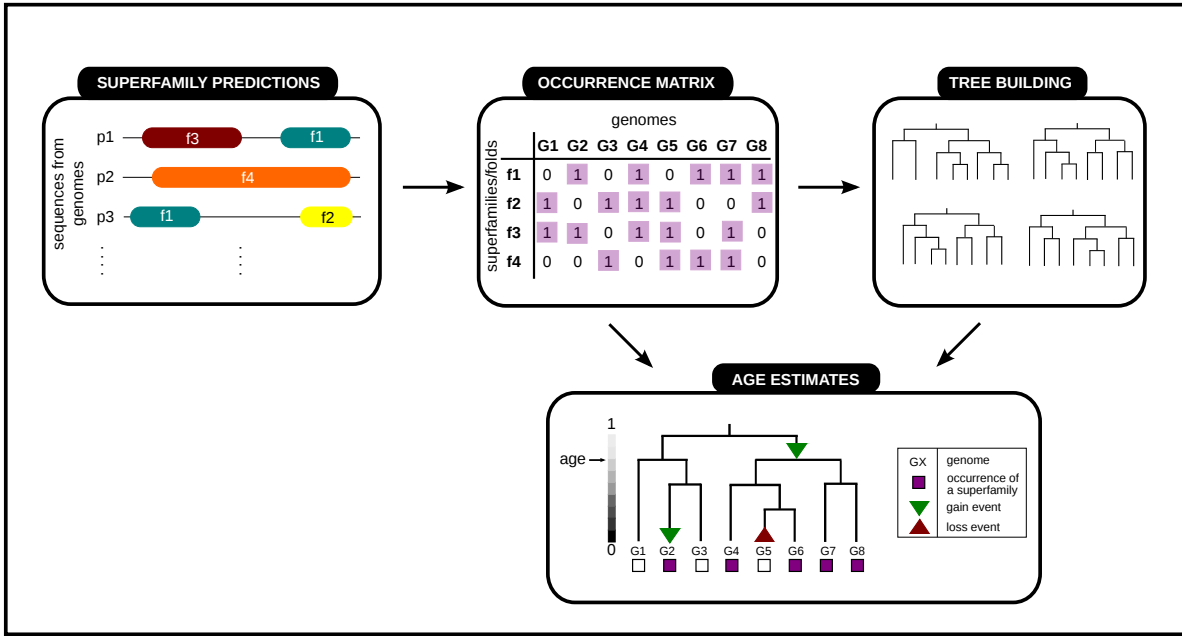 SUPERFAMILY PREDICTIONS
sequences from
genomes
p1 f3 f1
p2 f4
p3 f1 f2
OCCURRENCE MATRIX
genomes
superfamilies/folds
G1 G2 G3 G4 G5 G6 G7 G8
f1 0 1 0 1 0 1 1 1
f2 1 0 1 1 1 0 0 1
f3 1 1 0 1 1 0 1 0
f4 0 0 1 0 1 1 1 0
TREE BUILDING
AGE ESTIMATES
1
age
0
G1 G2 G3 G4 G5 G6 G7 G8
GX genome
occurrence of
a superfamily
gain event
loss event